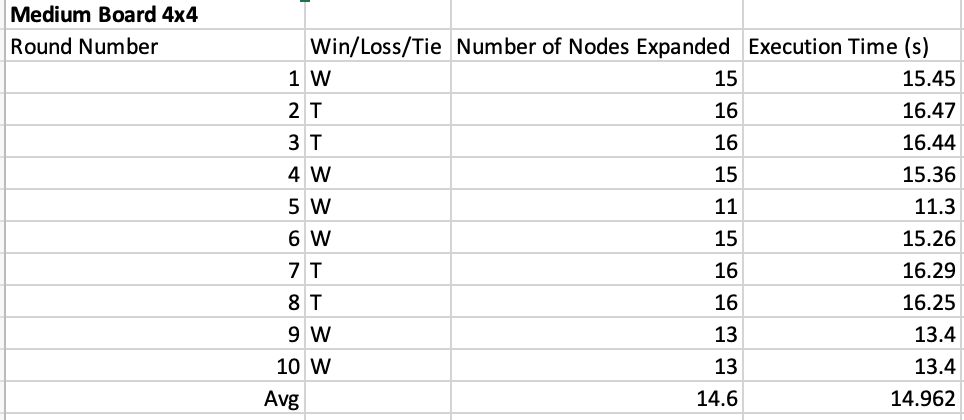 Medium Board 4x4
Round Number Win/Loss/Tie Number of Nodes Expanded Execution Time (s)
1 W 15 15.45
2 T 16 16.47
3 T 16 16.44
4 W 15 15.36
5 W 11 11.3
6 W 15 15.26
7 T 16 16.29
8 T 16 16.25
9 W 13 13.4
10 W 13 13.4
Avg 14.6 14.962